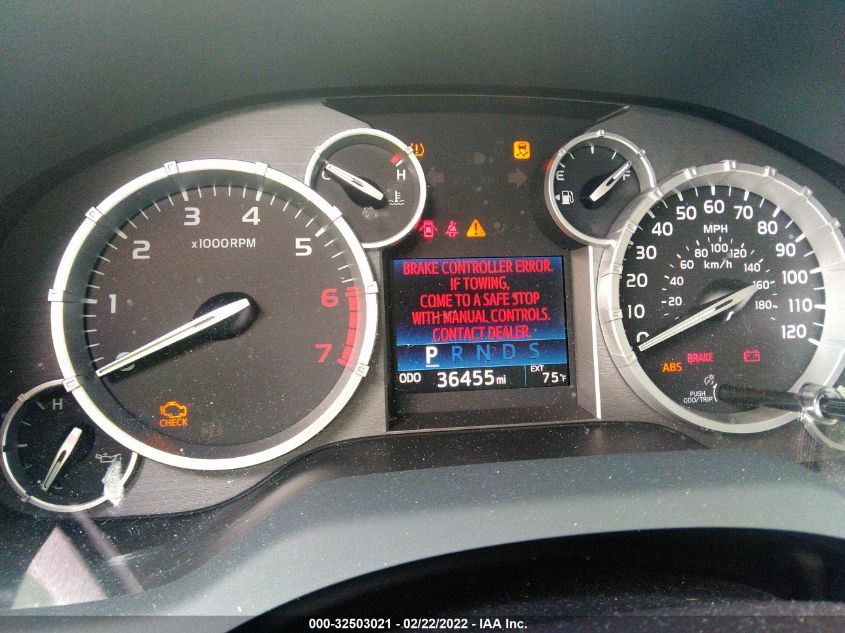 1 2 3 4 5 6 7
x1000RPM
CHECK
H
C H
E F
BRAKE CONTROLLER ERROR.
IF TOWING,
COME TO A SAFE STOP
WITH MANUAL CONTROLS.
CONTACT DEALER.
P R N D S
ODO 36455 mi EXT 75°F
0 10 20 30 40 50 60 70 80 90 100 110 120
MPH
20 40 60 80 100 120 140 160 180
km/h
ABS BRAKE
PUSH
ODO/TRIP
000-32503021 - 02/22/2022 - IAA Inc.